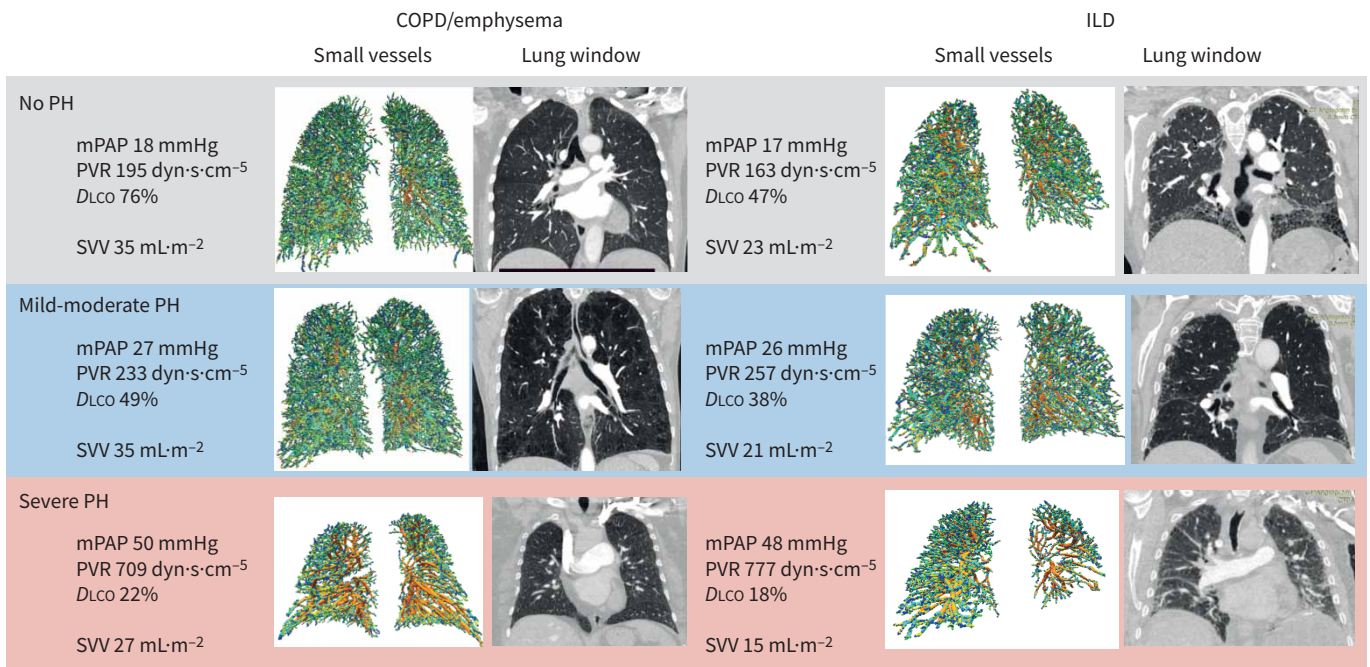 COPD/emphysema
ILD
Small vessels
Lung window
Small vessels
Lung window
No PH
mPAP 18 mmHg
PVR 195 dyn·s·cm⁻⁵
DLCO 76%
SVV 35 mL·m⁻²
mPAP 17 mmHg
PVR 163 dyn·s·cm⁻⁵
DLCO 47%
SVV 23 mL·m⁻²
Mild-moderate PH
mPAP 27 mmHg
PVR 233 dyn·s·cm⁻⁵
DLCO 49%
SVV 35 mL·m⁻²
mPAP 26 mmHg
PVR 257 dyn·s·cm⁻⁵
DLCO 38%
SVV 21 mL·m⁻²
Severe PH
mPAP 50 mmHg
PVR 709 dyn·s·cm⁻⁵
DLCO 22%
SVV 27 mL·m⁻²
mPAP 48 mmHg
PVR 777 dyn·s·cm⁻⁵
DLCO 18%
SVV 15 mL·m⁻²